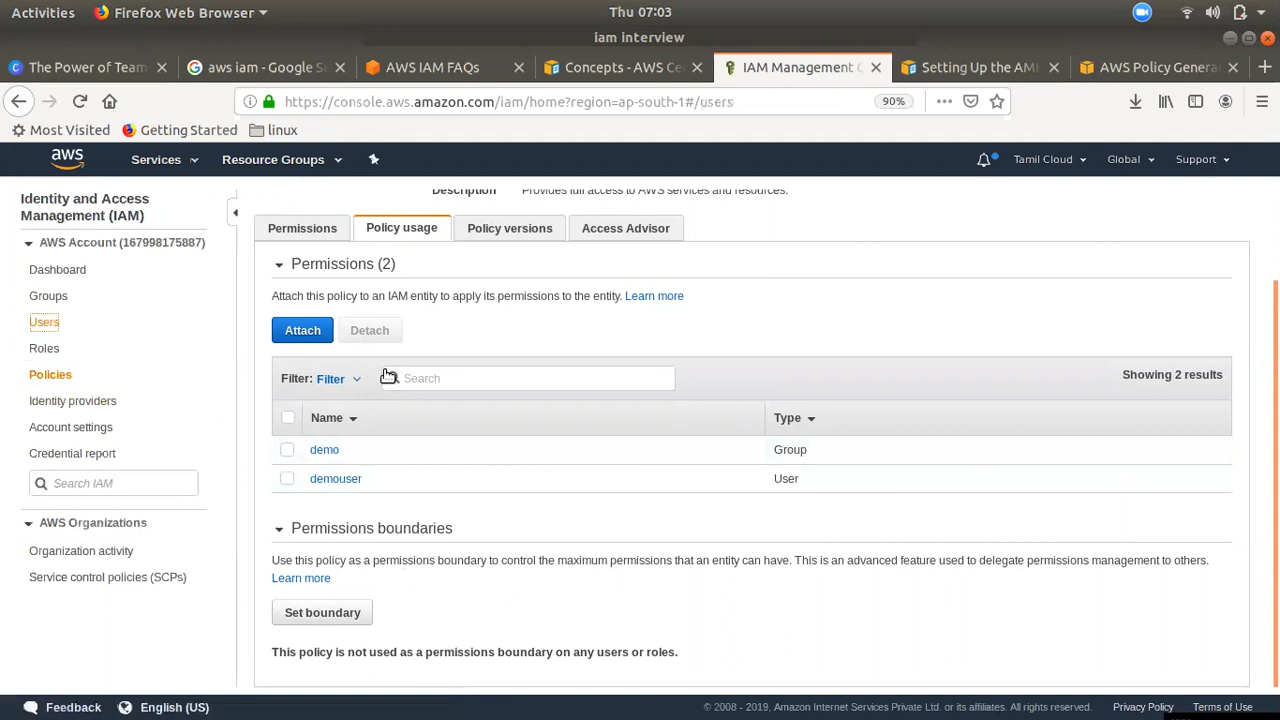 Activities
Firefox Web Browser
Thu 07:03
iam interview
The Power of Team
aws iam - Google Se
AWS IAM FAQs
Concepts - AWS Ce
IAM Management C
Setting Up the AM
AWS Policy Genera
https://console.aws.amazon.com/iam/home?region=ap-south-1#/users
90%
Most Visited
Getting Started
linux
aws
Services
Resource Groups
Tamil Cloud
Global
Support
Identity and Access
Management (IAM)
AWS Account (167998175887)
Dashboard
Groups
Users
Roles
Policies
Identity providers
Account settings
Credential report
Search IAM
AWS Organizations
Organization activity
Service control policies (SCPs)
Description Provides full access to AWS services and resources.
Permissions
Policy usage
Policy versions
Access Advisor
Permissions (2)
Attach this policy to an IAM entity to apply its permissions to the entity. Learn more
Attach
Detach
Filter: Filter
Search
Showing 2 results
Name Type
demo Group
demouser User
Permissions boundaries
Use this policy as a permissions boundary to control the maximum permissions that an entity can have. This is an advanced feature used to delegate permissions management to others.
Learn more
Set boundary
This policy is not used as a permissions boundary on any users or roles.
Feedback
English (US)
© 2008 - 2019, Amazon Internet Services Private Ltd. or its affiliates. All rights reserved.
Privacy Policy
Terms of Use